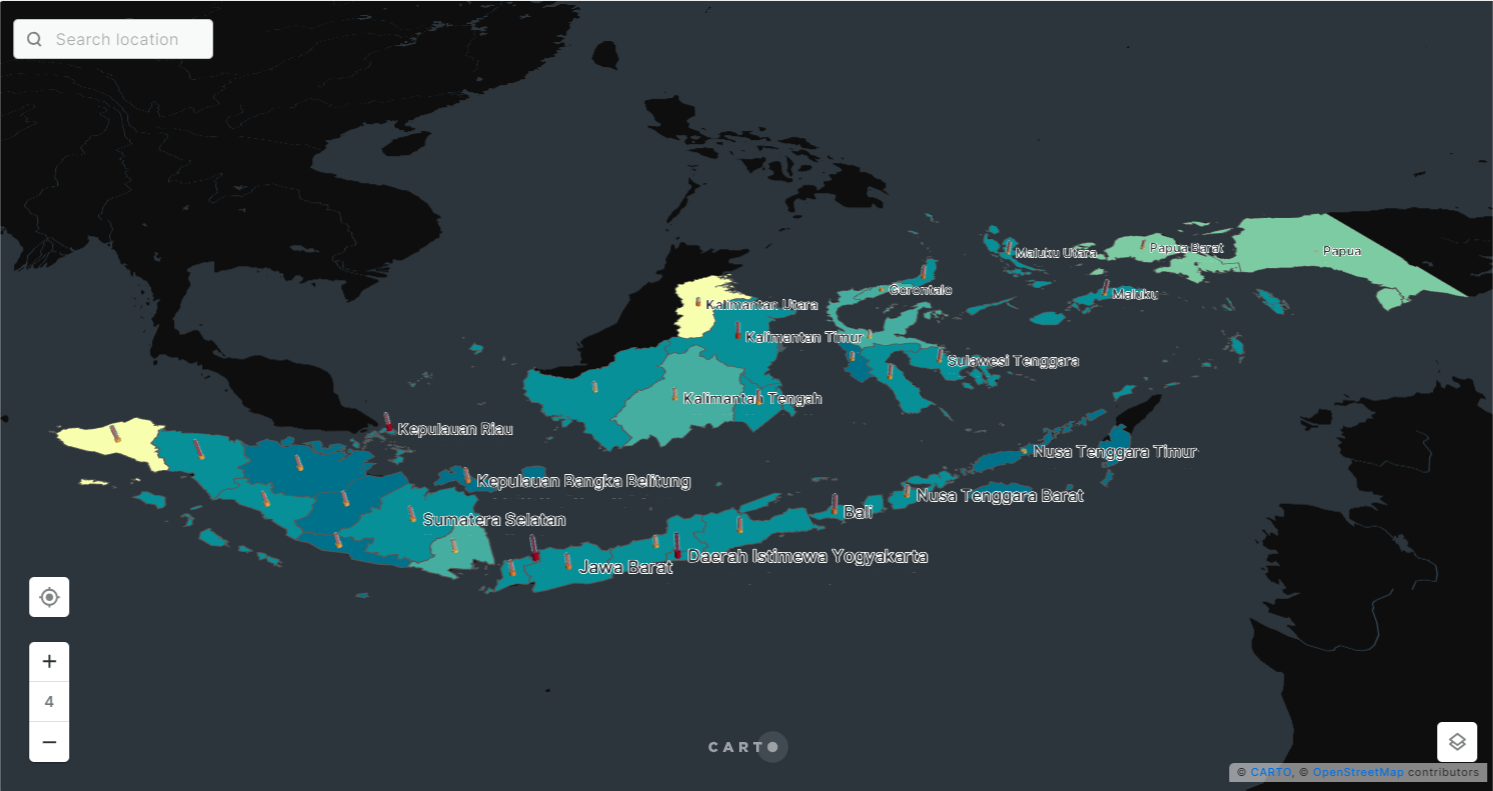 Search location
Maluku Utara
Papua Barat
Papua
Gorontalo
Maluku
Kalimantan Utara
Kalimantan Timur
Sulawesi Tenggara
Kalimantan Tengah
Kepulauan Riau
Nusa Tenggara Timur
Kepulauan Bangka Belitung
Nusa Tenggara Barat
Bali
Sumatera Selatan
Daerah Istimewa Yogyakarta
Jawa Barat
+
4
−
CARTO
© CARTO, © OpenStreetMap contributors